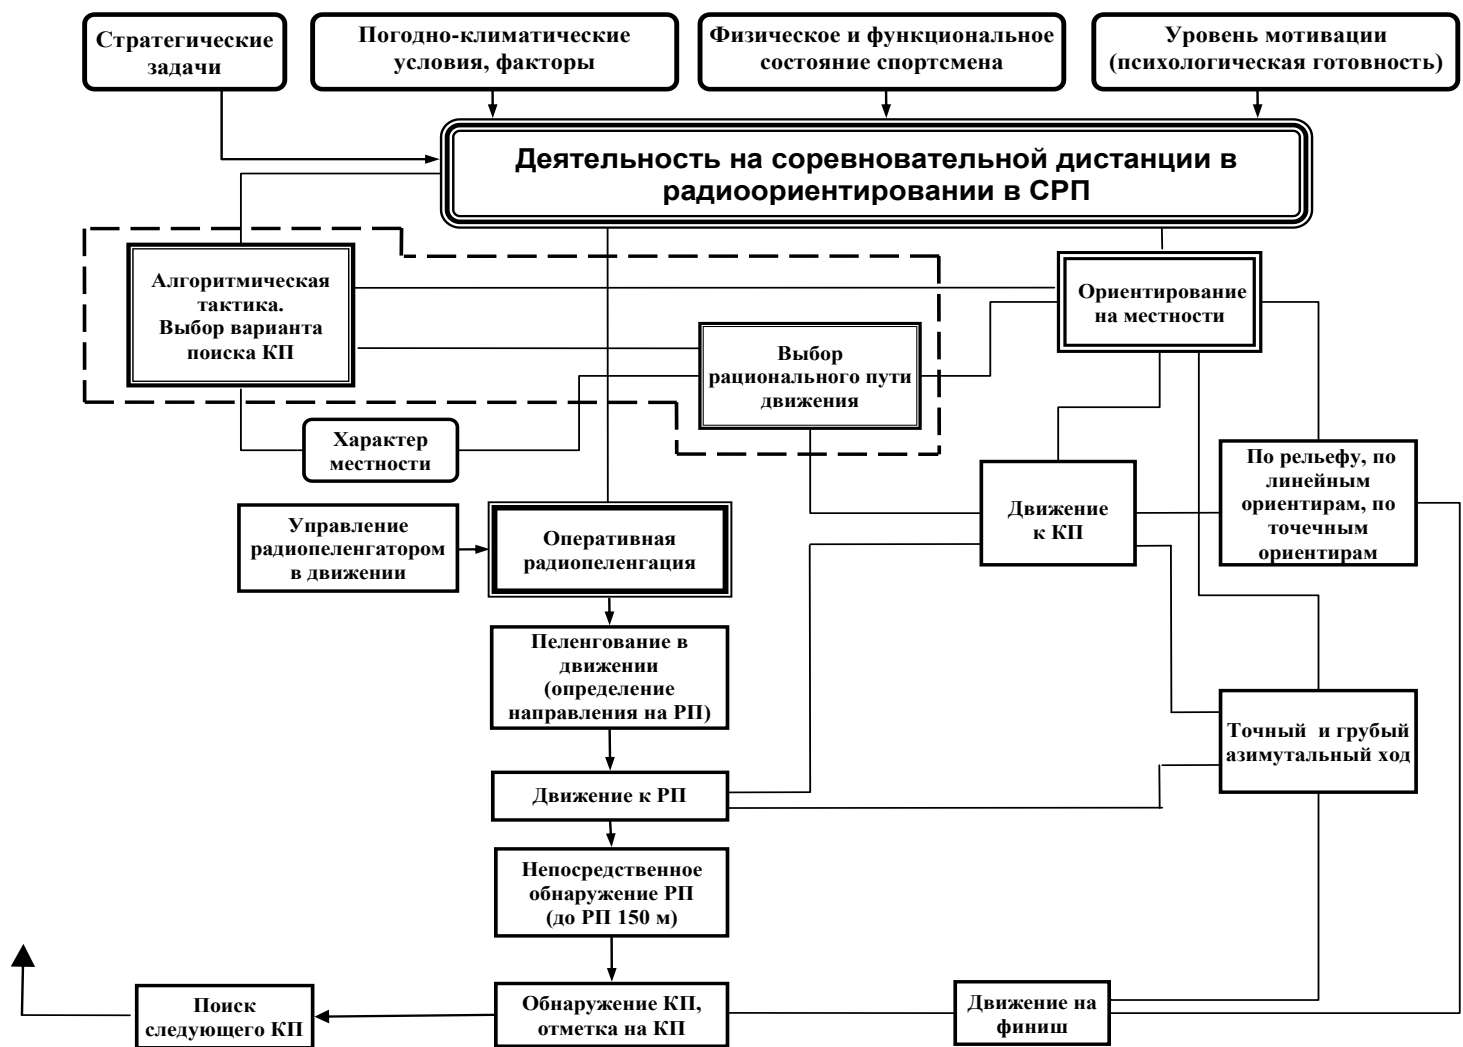 Стратегические
задачи
Погодно-климатические
условия, факторы
Физическое и функциональное
состояние спортсмена
Уровень мотивации
(психологическая готовность)
Деятельность на соревновательной дистанции в
радиоориентировании в СРП
Алгоритмическая
тактика.
Выбор варианта
поиска КП
Ориентирование
на местности
Выбор
рационального пути
движения
Характер
местности
По рельефу, по
линейным
ориентирам, по
точечным
ориентирам
Движение
к КП
Управление
радиопеленгатором
в движении
Оперативная
радиопеленгация
Пеленгование в
движении
(определение
направления на РП)
Точный и грубый
азимутальный ход
Движение к РП
Непосредственное
обнаружение РП
(до РП 150 м)
Поиск
следующего КП
Обнаружение КП,
отметка на КП
Движение на
финиш